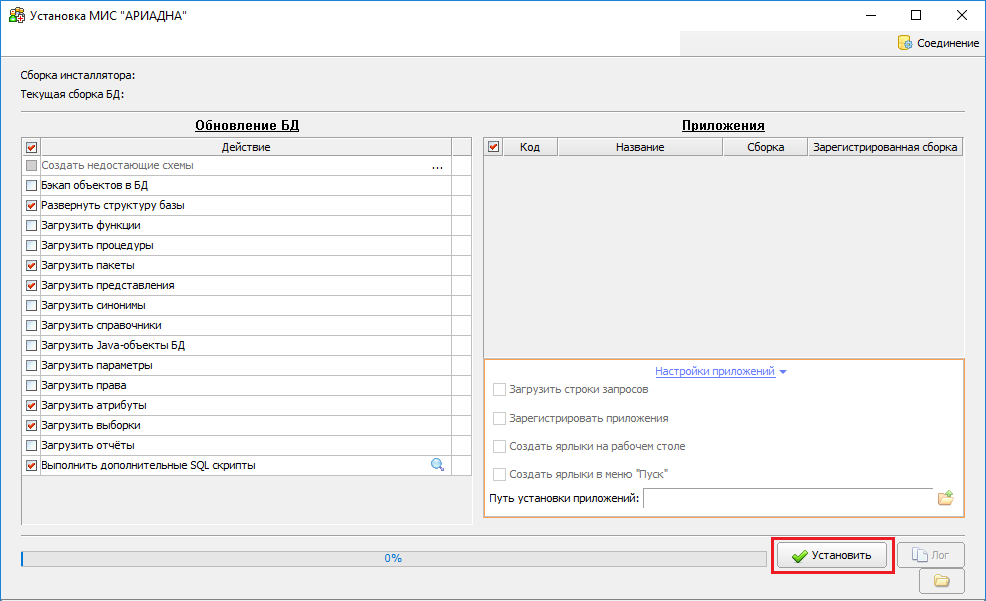 Установка МИС "АРИАДНА"
Соединение
Сборка инсталлятора:
Текущая сборка БД:
Обновление БД
Действие
Создать недостающие схемы ...
Бэкап объектов в БД
Развернуть структуру базы
Загрузить функции
Загрузить процедуры
Загрузить пакеты
Загрузить представления
Загрузить синонимы
Загрузить справочники
Загрузить Java-объекты БД
Загрузить параметры
Загрузить права
Загрузить атрибуты
Загрузить выборки
Загрузить отчёты
Выполнить дополнительные SQL скрипты
Приложения
Код Название Сборка Зарегистрированная сборка
Настройки приложений
Загрузить строки запросов
Зарегистрировать приложения
Создать ярлыки на рабочем столе
Создать ярлыки в меню "Пуск"
Путь установки приложений:
0%
Установить
Лог